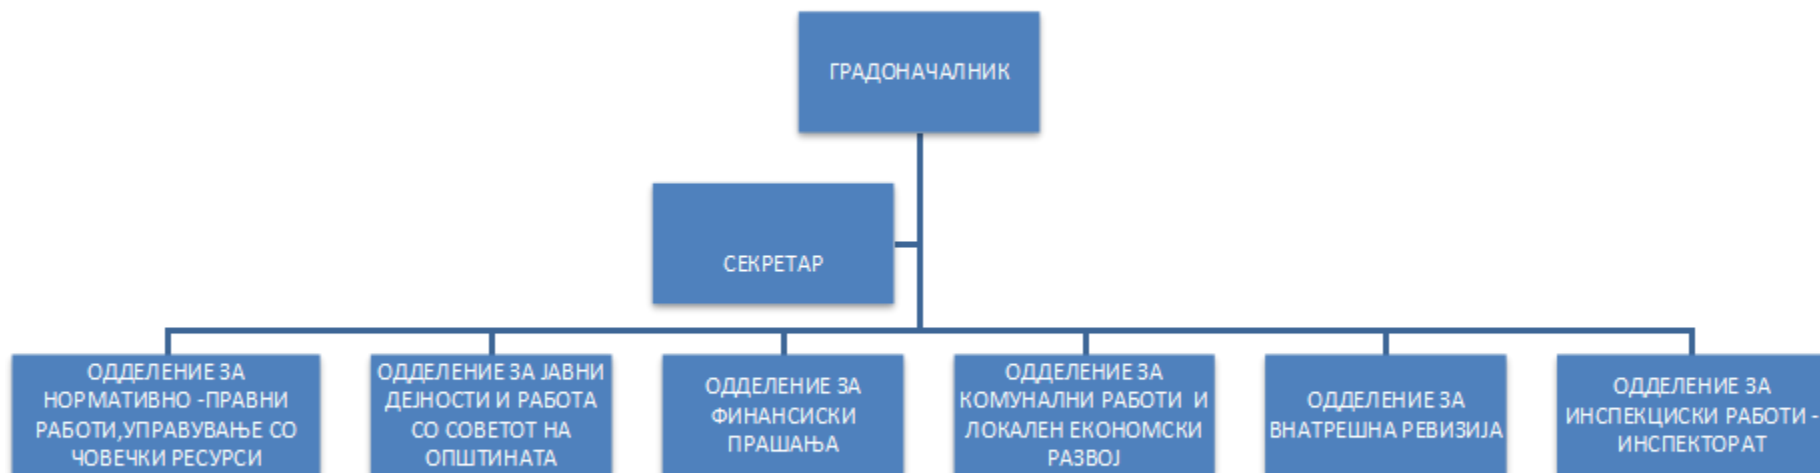 ГРАДОНАЧАЛНИК
СЕКРЕТАР
ОДДЕЛЕНИЕ ЗА
НОРМАТИВНО -ПРАВНИ
РАБОТИ,УПРАВУВАЊЕ СО
ЧОВЕЧКИ РЕСУРСИ
ОДДЕЛЕНИЕ ЗА ЈАВНИ
ДЕЈНОСТИ И РАБОТА
СО СОВЕТОТ НА
ОПШТИНАТА
ОДДЕЛЕНИЕ ЗА
ФИНАНСИСКИ
ПРАШАЊА
ОДДЕЛЕНИЕ ЗА
КОМУНАЛНИ РАБОТИ И
ЛОКАЛЕН ЕКОНОМСКИ
РАЗВОЈ
ОДДЕЛЕНИЕ ЗА
ВНАТРЕШНА РЕВИЗИЈА
ОДДЕЛЕНИЕ ЗА
ИНСПЕКЦИСКИ РАБОТИ -
ИНСПЕКТОРАТ